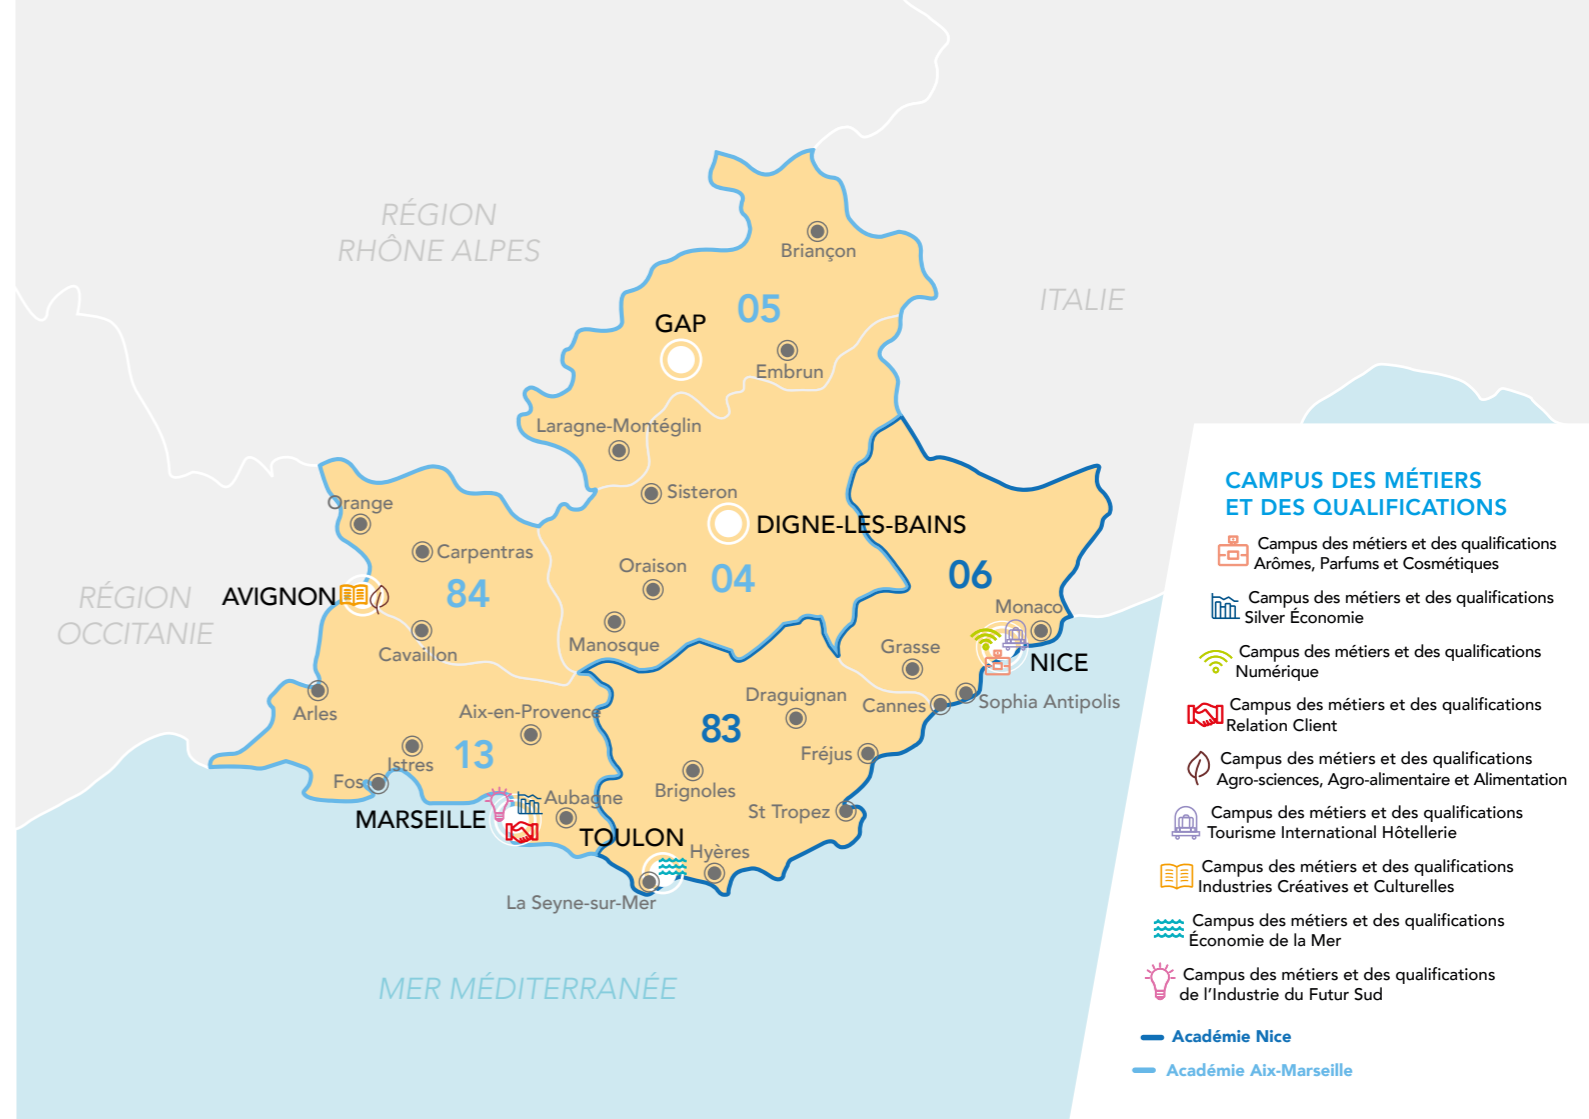 RÉGION
RHÔNE ALPES
ITALIE
Briançon
05
GAP
Embrun
Laragne-Montéglin
Sisteron
DIGNE-LES-BAINS
Orange
Carpentras
Oraison
04
06
84
AVIGNON
RÉGION
OCCITANIE
Monaco
Manosque
Cavaillon
Grasse
NICE
Draguignan
Cannes
Sophia Antipolis
Arles
Aix-en-Provence
83
13
Fréjus
Istres
Fos
Brignoles
Aubagne
St Tropez
MARSEILLE
TOULON
Hyères
La Seyne-sur-Mer
MER MÉDITERRANÉE
CAMPUS DES MÉTIERS
ET DES QUALIFICATIONS
Campus des métiers et des qualifications
Arômes, Parfums et Cosmétiques
Campus des métiers et des qualifications
Silver Économie
Campus des métiers et des qualifications
Numérique
Campus des métiers et des qualifications
Relation Client
Campus des métiers et des qualifications
Agro-sciences, Agro-alimentaire et Alimentation
Campus des métiers et des qualifications
Tourisme International Hôtellerie
Campus des métiers et des qualifications
Industries Créatives et Culturelles
Campus des métiers et des qualifications
Économie de la Mer
Campus des métiers et des qualifications
de l'Industrie du Futur Sud
Académie Nice
Académie Aix-Marseille